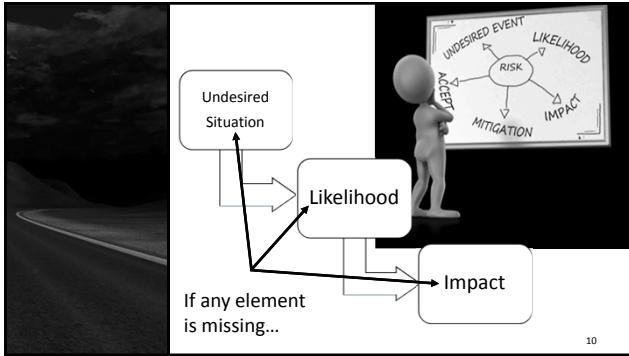 Undesired
Situation
Likelihood
Impact
If any element
is missing...
UNDESIRED EVENT
LIKELIHOOD
RISK
ACCEPT
IMPACT
MITIGATION
10